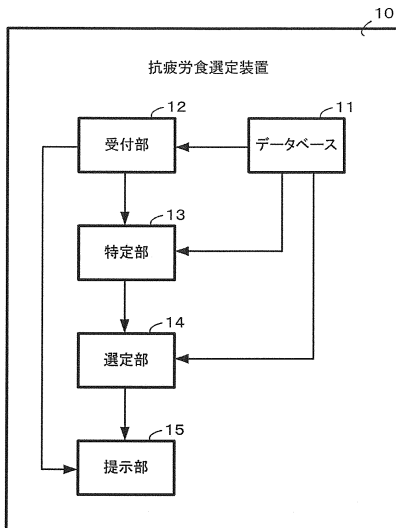 10
抗疲労食選定装置
12
11
受付部
データベース
13
特定部
14
選定部
15
提示部